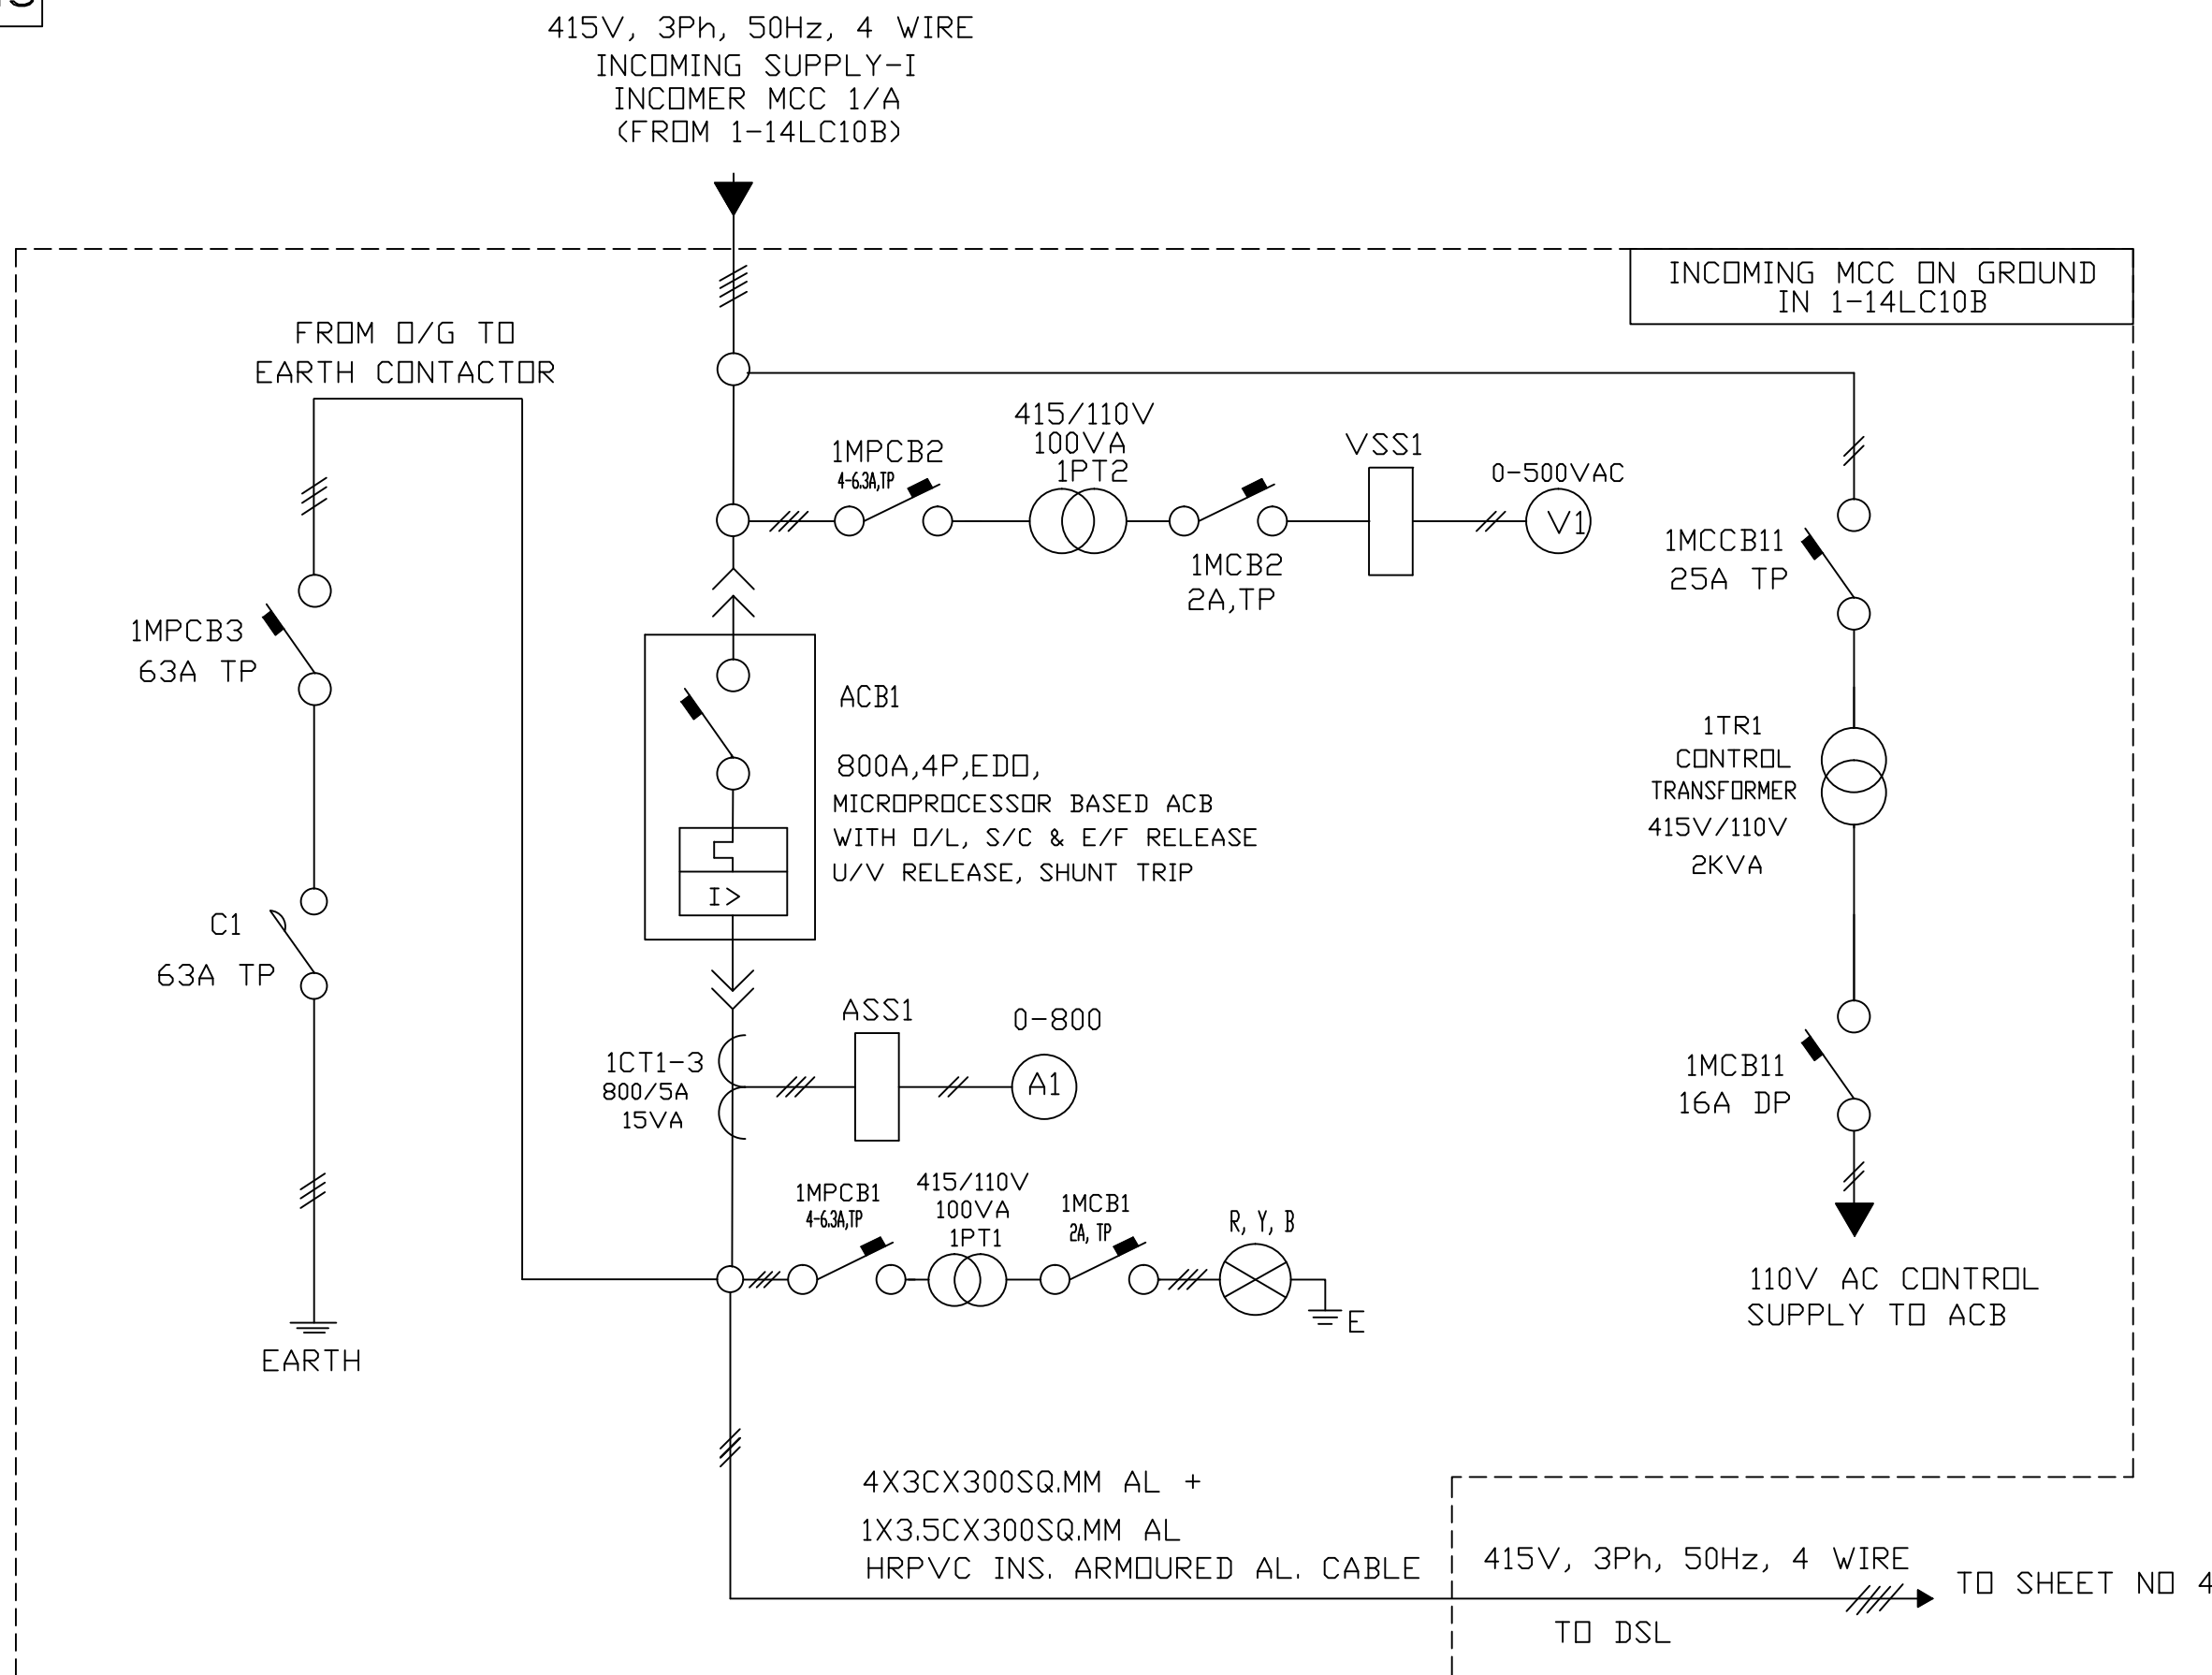 415V, 3Ph, 50Hz, 4 WIRE
INCOMING SUPPLY-I
INCOMER MCC 1/A
(FROM 1-14LC10B)
INCOMING MCC ON GROUND
IN 1-14LC10B
FROM O/G TO
EARTH CONTACTOR
1MPCB2
4-6.3A,TP
415/110V
100VA
1PT2
1MCB2
2A,TP
VSS1
0-500VAC
V1
1MCCB11
25A TP
1MPCB3
63A TP
ACB1
800A,4P,EDO,
MICROPROCESSOR BASED ACB
WITH O/L, S/C & E/F RELEASE
U/V RELEASE, SHUNT TRIP
I>
1TR1
CONTROL
TRANSFORMER
415V/110V
2KVA
C1
63A TP
1CT1-3
800/5A
15VA
ASS1
0-800
A1
1MCB11
16A DP
1MPCB1
4-6.3A,TP
415/110V
100VA
1PT1
1MCB1
2A, TP
R, Y, B
E
EARTH
110V AC CONTROL
SUPPLY TO ACB
4X3CX300SQ.MM AL +
1X3.5CX300SQ.MM AL
HRPVC INS. ARMOURED AL. CABLE
415V, 3Ph, 50Hz, 4 WIRE
TO SHEET NO 4
TO DSL